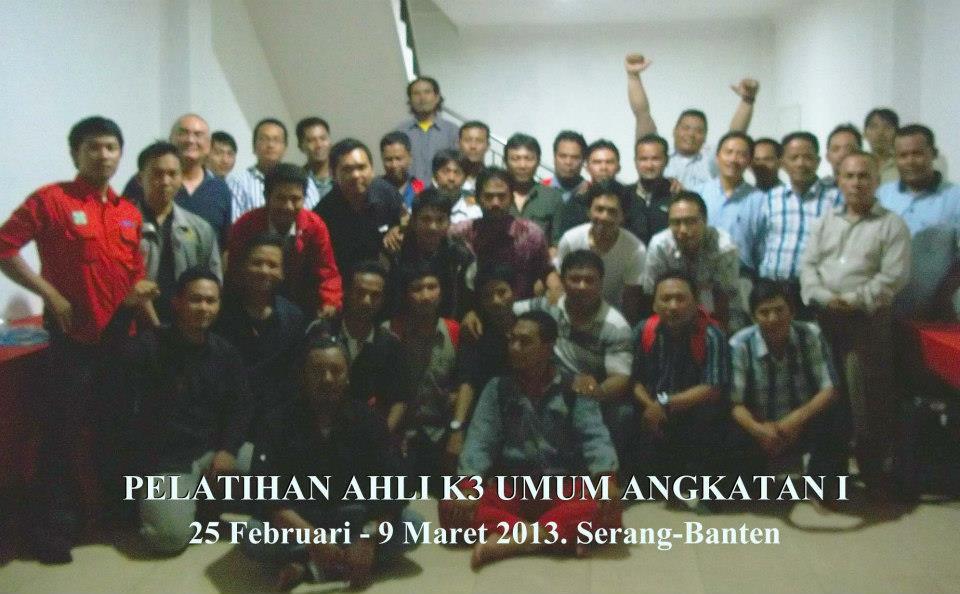 PELATIHAN AHLI K3 UMUM ANGKATAN I
25 Februari - 9 Maret 2013. Serang-Banten